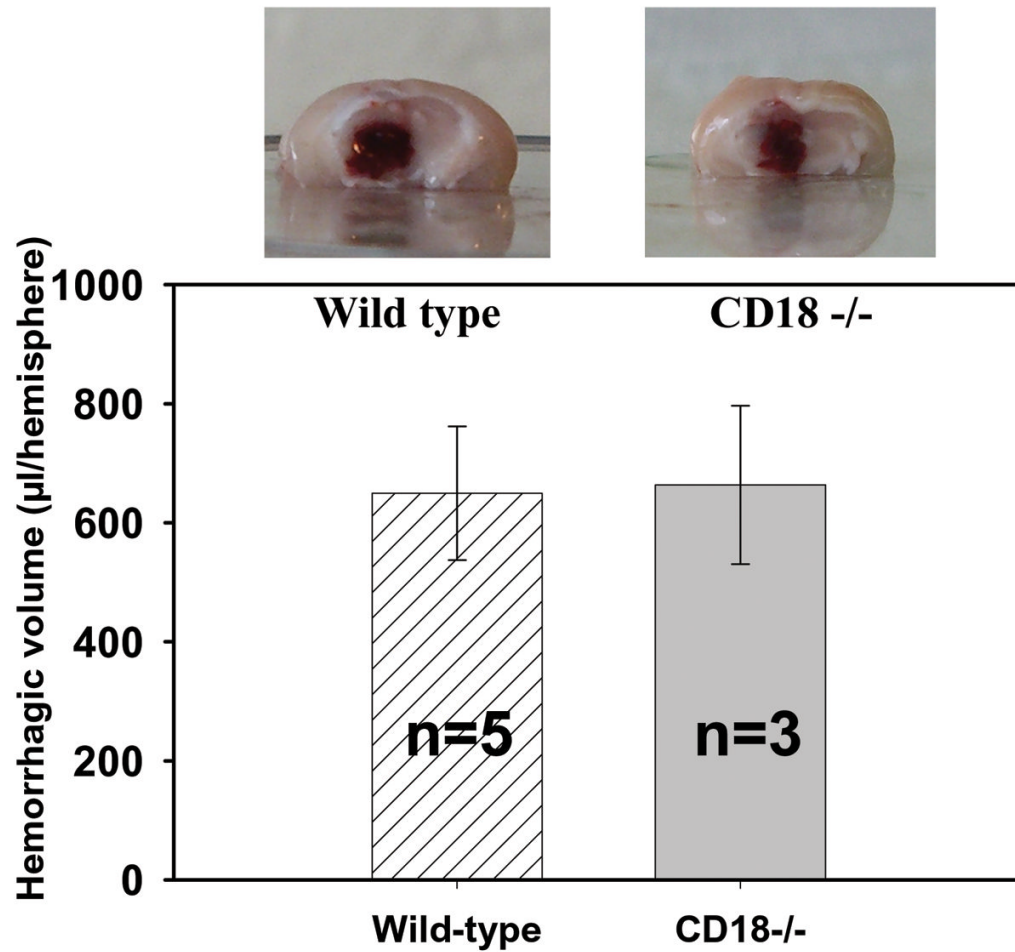 Hemorrhagic volume (µl/hemisphere)
1000
800
600
400
200
0
Wild type
CD18 -/-
n=5
n=3
Wild-type
CD18-/-